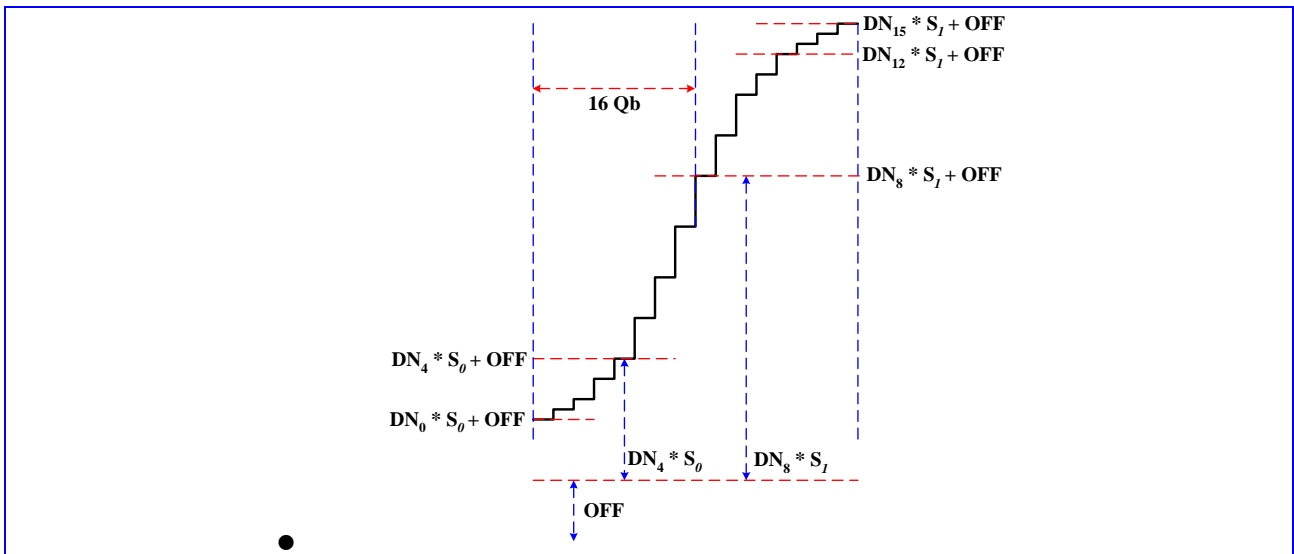 DN₁₅ * S₁ + OFF
DN₁₂ * S₁ + OFF
16 Qb
DN₈ * S₁ + OFF
DN₄ * S₀ + OFF
DN₀ * S₀ + OFF
DN₄ * S₀
DN₈ * S₁
OFF